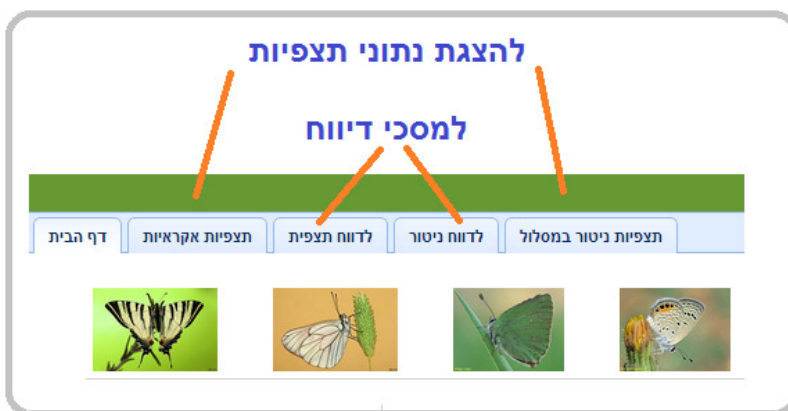 להצגת נתוני תצפיות
למסכי דיווח
דף הבית תצפיות אקראיות לדווח תצפית לדווח ניטור תצפיות ניטור במסלול